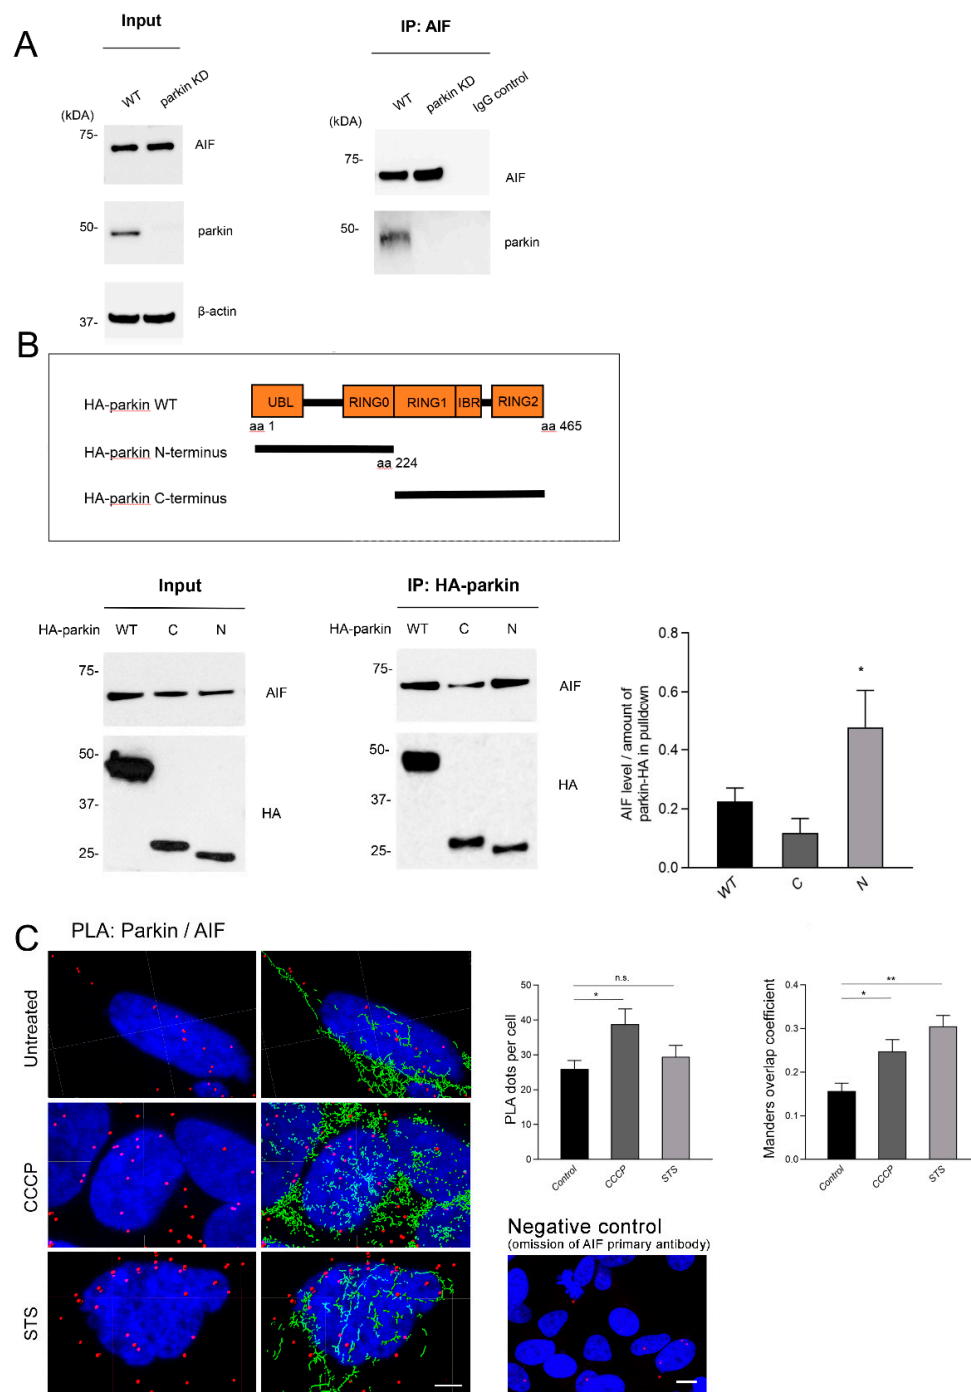 A
Input
WT
parkin KD
(kDA)
75-
AIF
50-
parkin
37-
β-actin
IP: AIF
WT
parkin KD
IgG control
(kDA)
75-
AIF
50-
parkin
B
HA-parkin WT
UBL
RING0
RING1
IBR
RING2
aa 1
aa 465
HA-parkin N-terminus
aa 224
HA-parkin C-terminus
Input
HA-parkin WT C N
75-
AIF
50-
37-
HA
25-
IP: HA-parkin
HA-parkin WT C N
75-
AIF
50-
37-
HA
25-
AIF level / amount of
parkin-HA in pulldown
0.8
0.6
0.4
0.2
0.0
*
WT
C
N
C
PLA: Parkin / AIF
Untreated
CCCP
STS
PLA dots per cell
50
40
30
20
10
0
n.s.
*
Control
CCCP
STS
Manders overlap coefficient
0.4
0.3
0.2
0.1
0.0
**
*
Control
CCCP
STS
Negative control
(omission of AIF primary antibody)